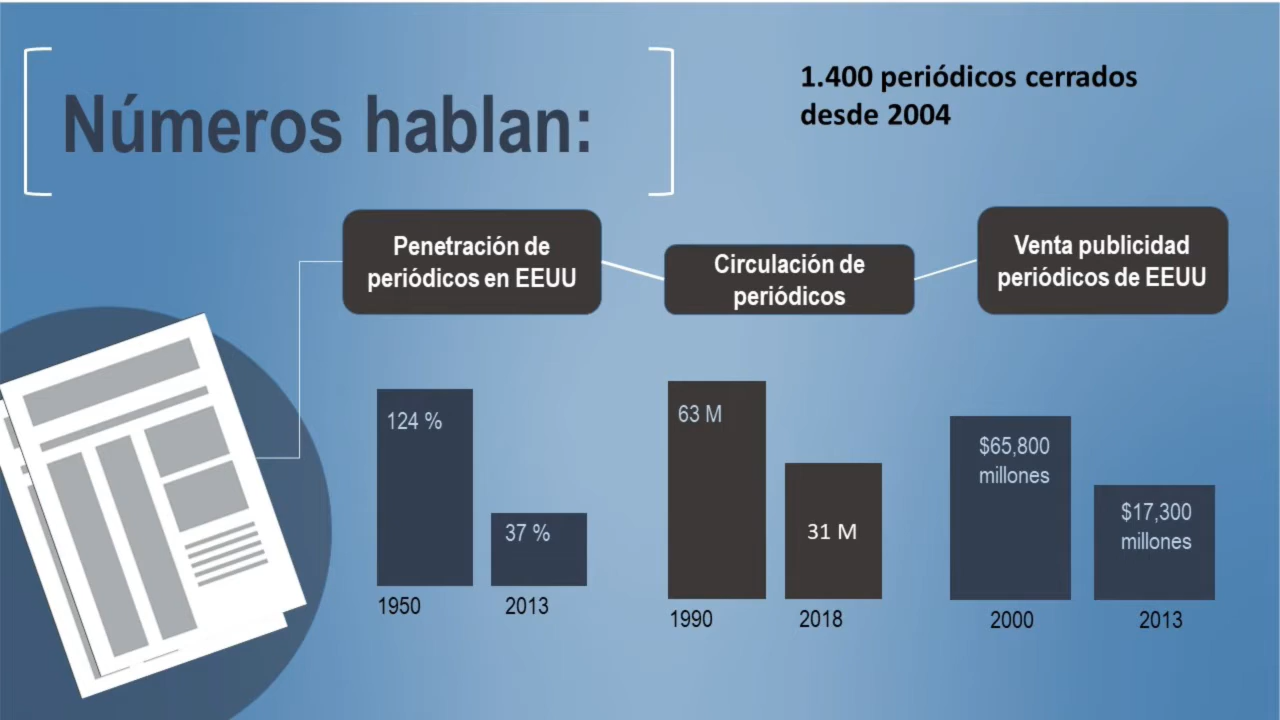 Números hablan:
1.400 periódicos cerrados
desde 2004
Penetración de
periódicos en EEUU
Circulación de
periódicos
Venta publicidad
periódicos de EEUU
124 %
37 %
1950
2013
63 M
31 M
1990
2018
$65,800
millones
$17,300
millones
2000
2013